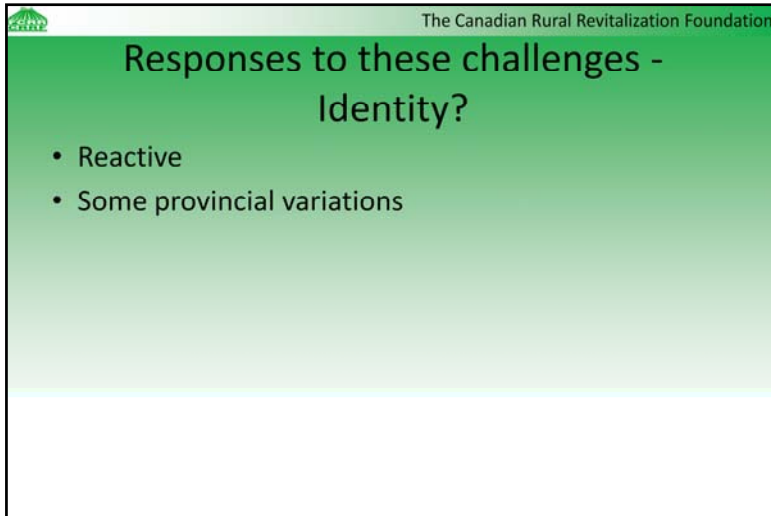 The Canadian Rural Revitalization Foundation
Responses to these challenges -
Identity?
• Reactive
• Some provincial variations